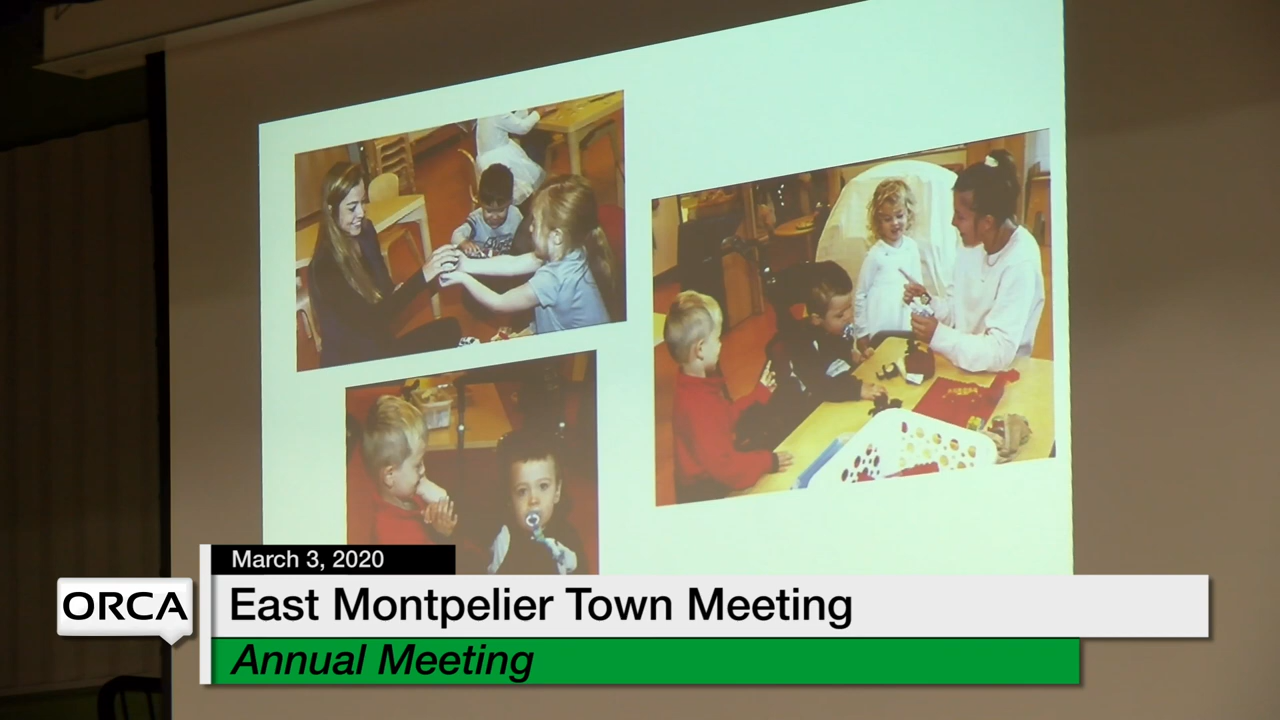 March 3, 2020
ORCA
East Montpelier Town Meeting
Annual Meeting